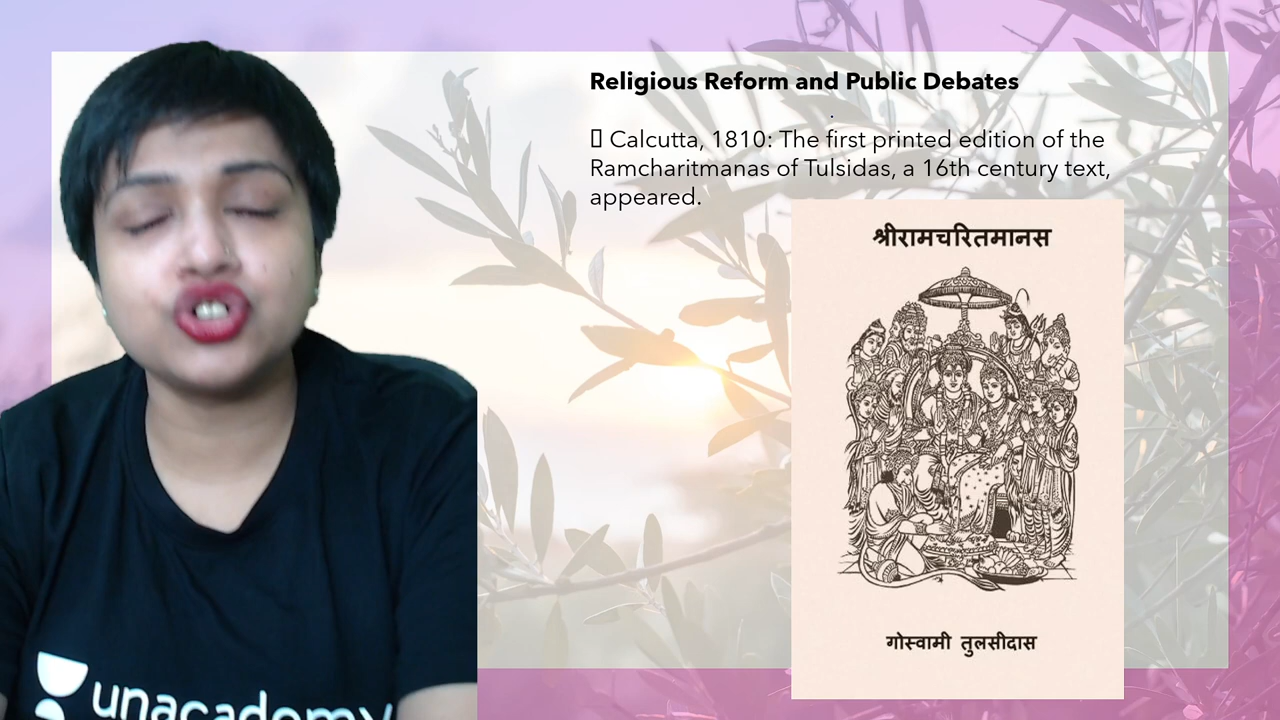 Religious Reform and Public Debates
Calcutta, 1810: The first printed edition of the
Ramcharitmanas of Tulsidas, a 16th century text,
appeared.
श्रीरामचरितमानस
गोस्वामी तुलसीदास
unacademy